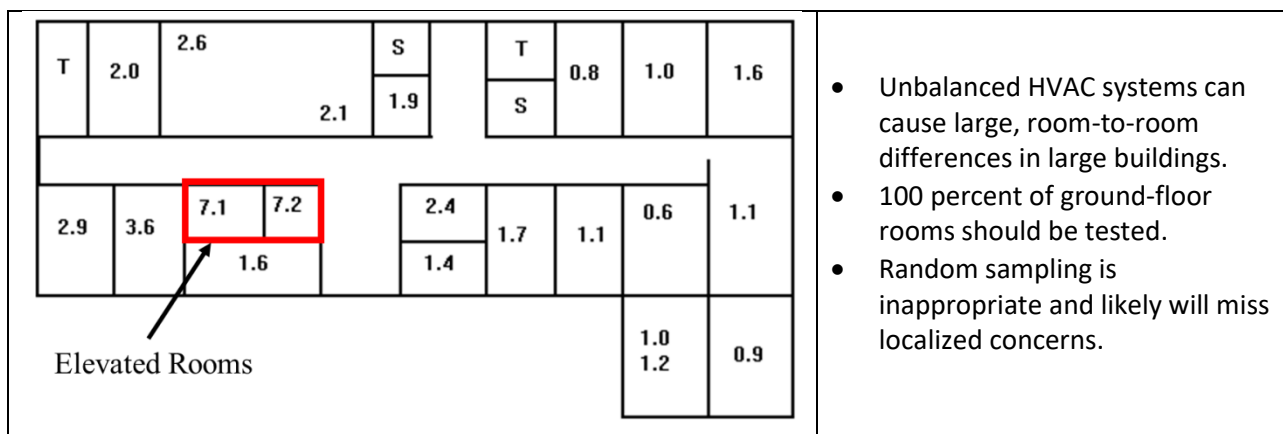 T
2.0
2.6
2.1
S
1.9
T
S
0.8
1.0
1.6
2.9
3.6
7.1
7.2
1.6
2.4
1.4
1.7
1.1
0.6
1.1
1.0
1.2
0.9
Elevated Rooms
• Unbalanced HVAC systems can
cause large, room-to-room
differences in large buildings.
• 100 percent of ground-floor
rooms should be tested.
• Random sampling is
inappropriate and likely will miss
localized concerns.